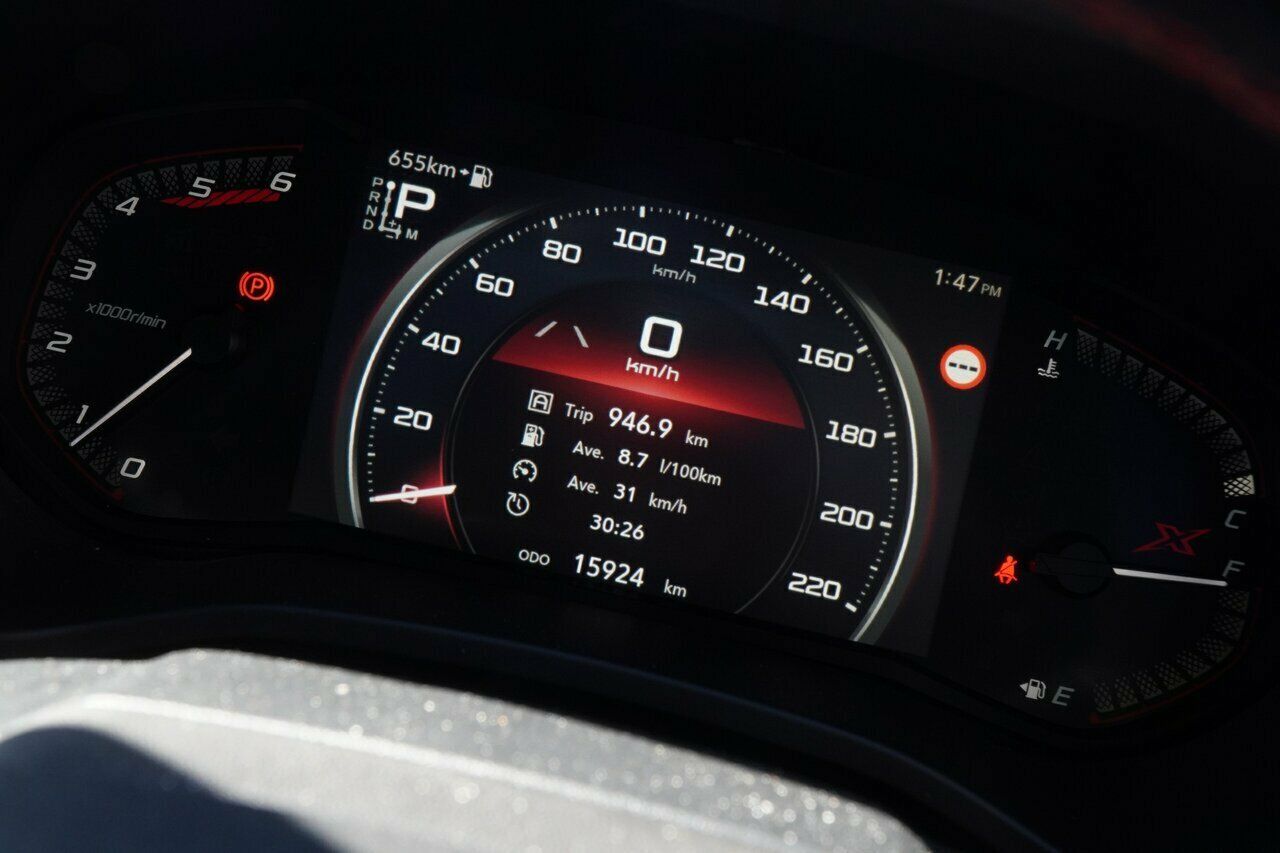 6
5
4
3
2
1
0
x1000r/min
P
655km
P
R
N
D
+
-
M
P
1:47 PM
0
20
40
60
80
100
120
140
160
180
200
220
km/h
0
km/h
A Trip 946.9 km
Ave. 8.7 l/100km
Ave. 31 km/h
30:26
ODO 15924 km
H
C
X
F
E